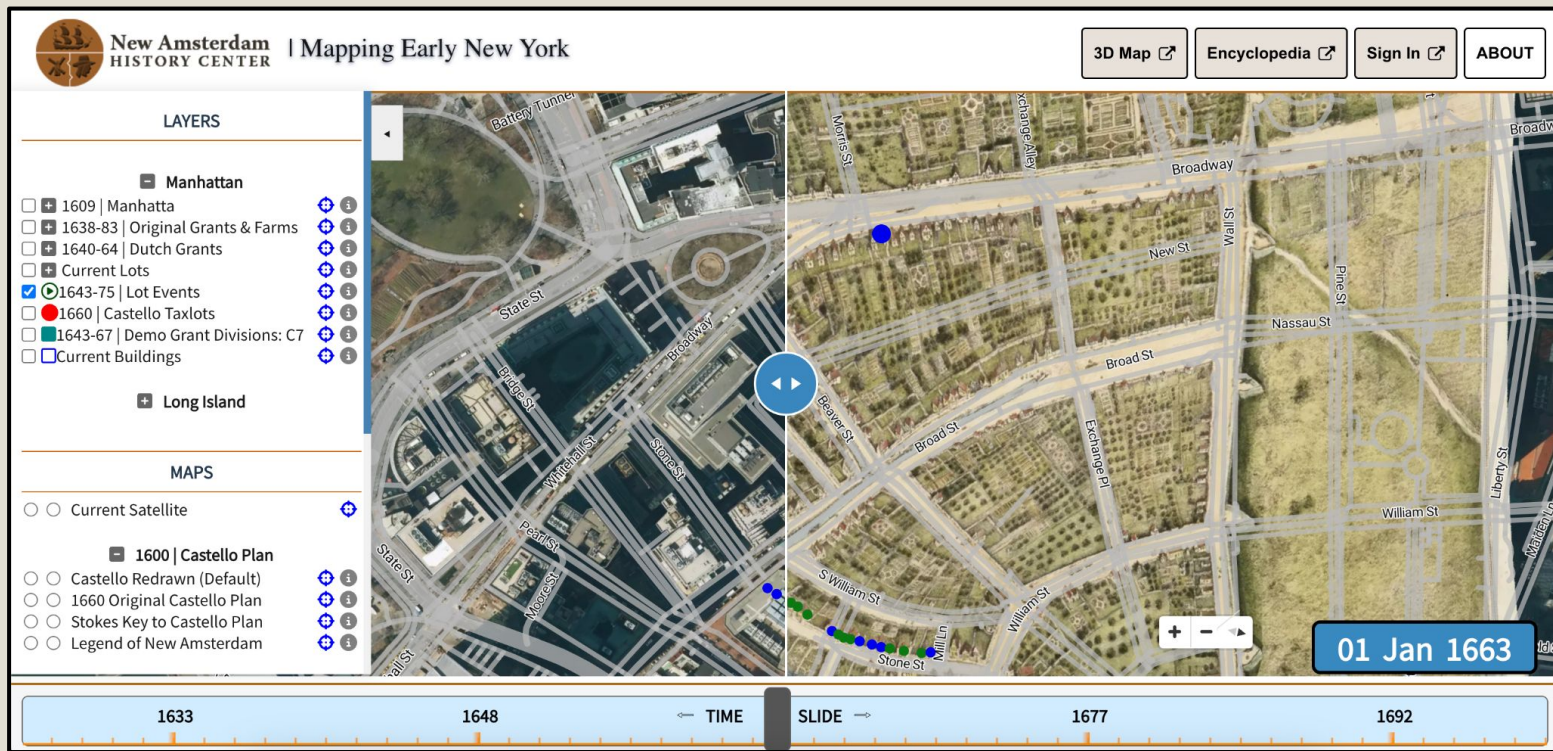 New Amsterdam
HISTORY CENTER
| Mapping Early New York
3D Map
Encyclopedia
Sign In
ABOUT
LAYERS
Manhattan
1609 | Manhatta
1638-83 | Original Grants & Farms
1640-64 | Dutch Grants
Current Lots
1643-75 | Lot Events
1660 | Castello Taxlots
1643-67 | Demo Grant Divisions: C7
Current Buildings
Long Island
MAPS
Current Satellite
1600 | Castello Plan
Castello Redrawn (Default)
1660 Original Castello Plan
Stokes Key to Castello Plan
Legend of New Amsterdam
Battery Tunnel
State St
Broadway
Bridge St
Whitehall St
Stone St
Pearl St
State St
Moore St
Morris St
Exchange Alley
Broadway
Wall St
New St
Pine St
Nassau St
Broad St
Beaver St
Broad St
Exchange Pl
Liberty St
William St
Maiden Ln
S William St
William St
Mill Ln
Stone St
01 Jan 1663
1633
1648
← TIME
SLIDE →
1677
1692